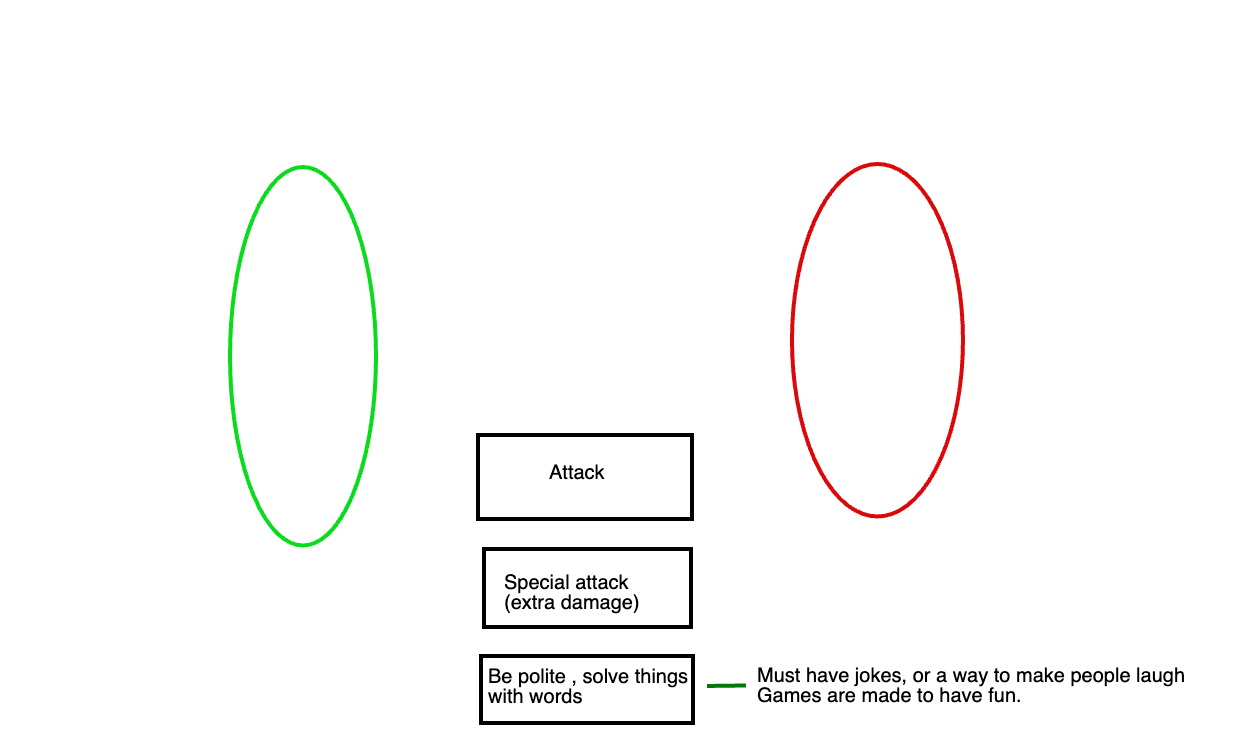 Attack
Special attack
(extra damage)
Be polite , solve things
with words
Must have jokes, or a way to make people laugh
Games are made to have fun.